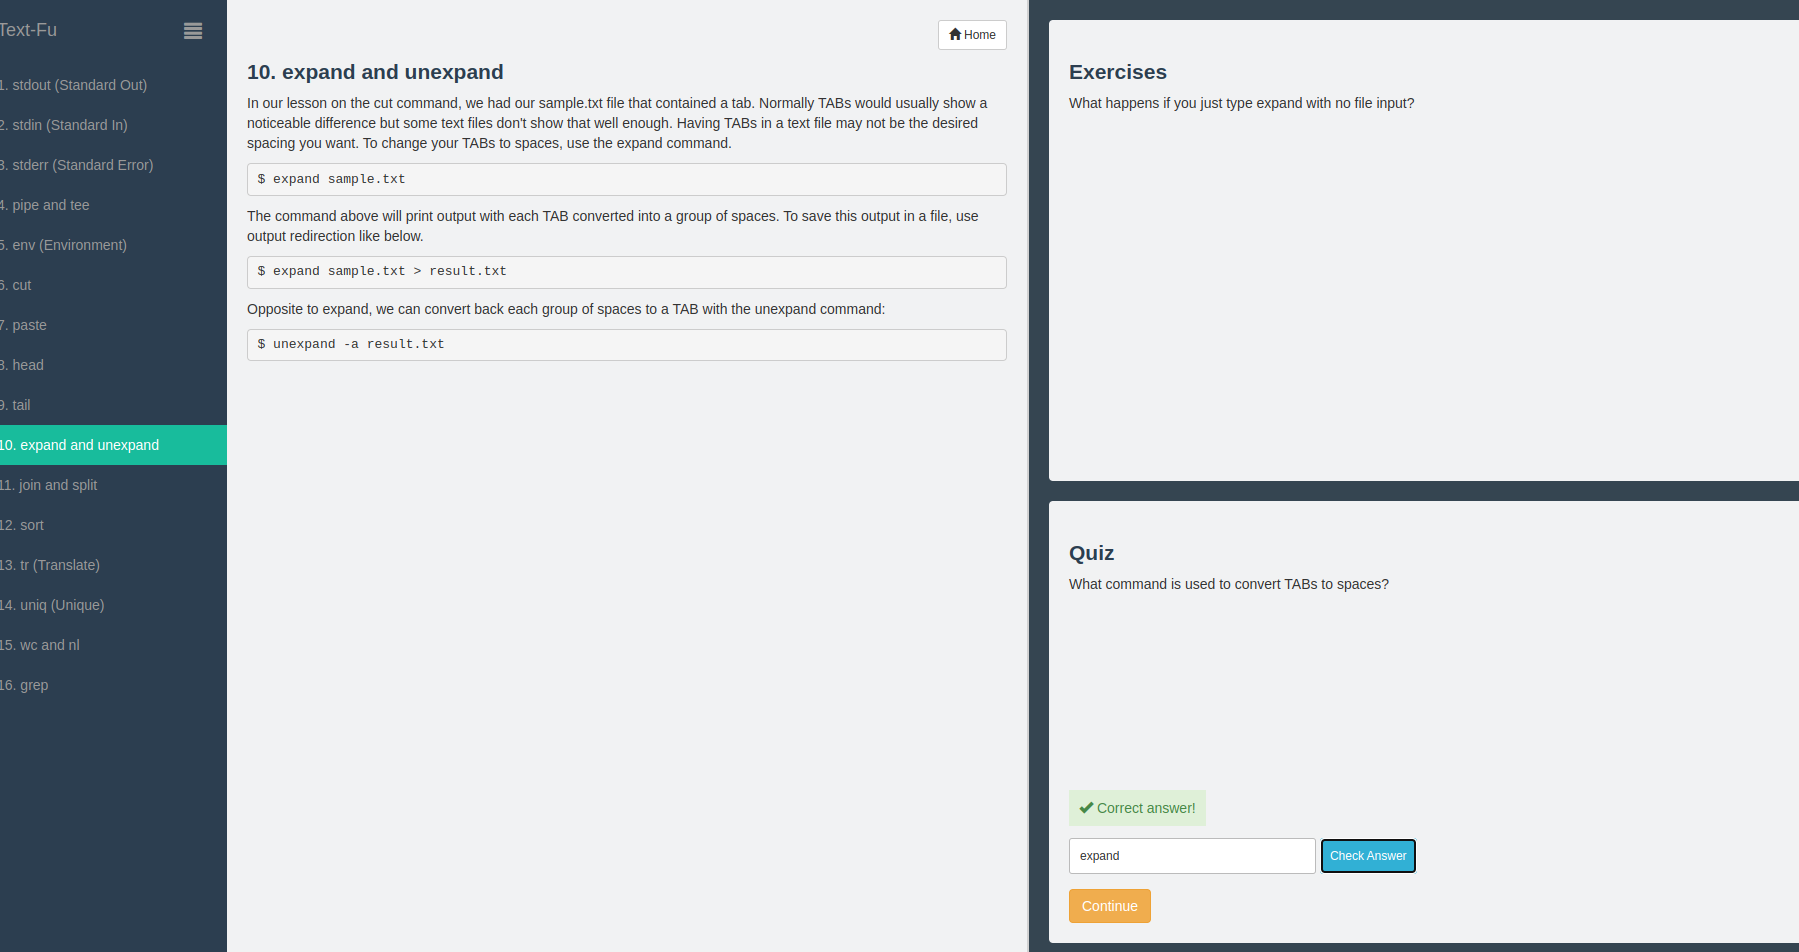 Text-Fu
1. stdout (Standard Out)
2. stdin (Standard In)
3. stderr (Standard Error)
4. pipe and tee
5. env (Environment)
6. cut
7. paste
8. head
9. tail
10. expand and unexpand
11. join and split
12. sort
13. tr (Translate)
14. uniq (Unique)
15. wc and nl
16. grep
Home
10. expand and unexpand
In our lesson on the cut command, we had our sample.txt file that contained a tab. Normally TABs would usually show a
noticeable difference but some text files don't show that well enough. Having TABs in a text file may not be the desired
spacing you want. To change your TABs to spaces, use the expand command.
$ expand sample.txt
The command above will print output with each TAB converted into a group of spaces. To save this output in a file, use
output redirection like below.
$ expand sample.txt > result.txt
Opposite to expand, we can convert back each group of spaces to a TAB with the unexpand command:
$ unexpand -a result.txt
Exercises
What happens if you just type expand with no file input?
Quiz
What command is used to convert TABs to spaces?
Correct answer!
expand
Check Answer
Continue